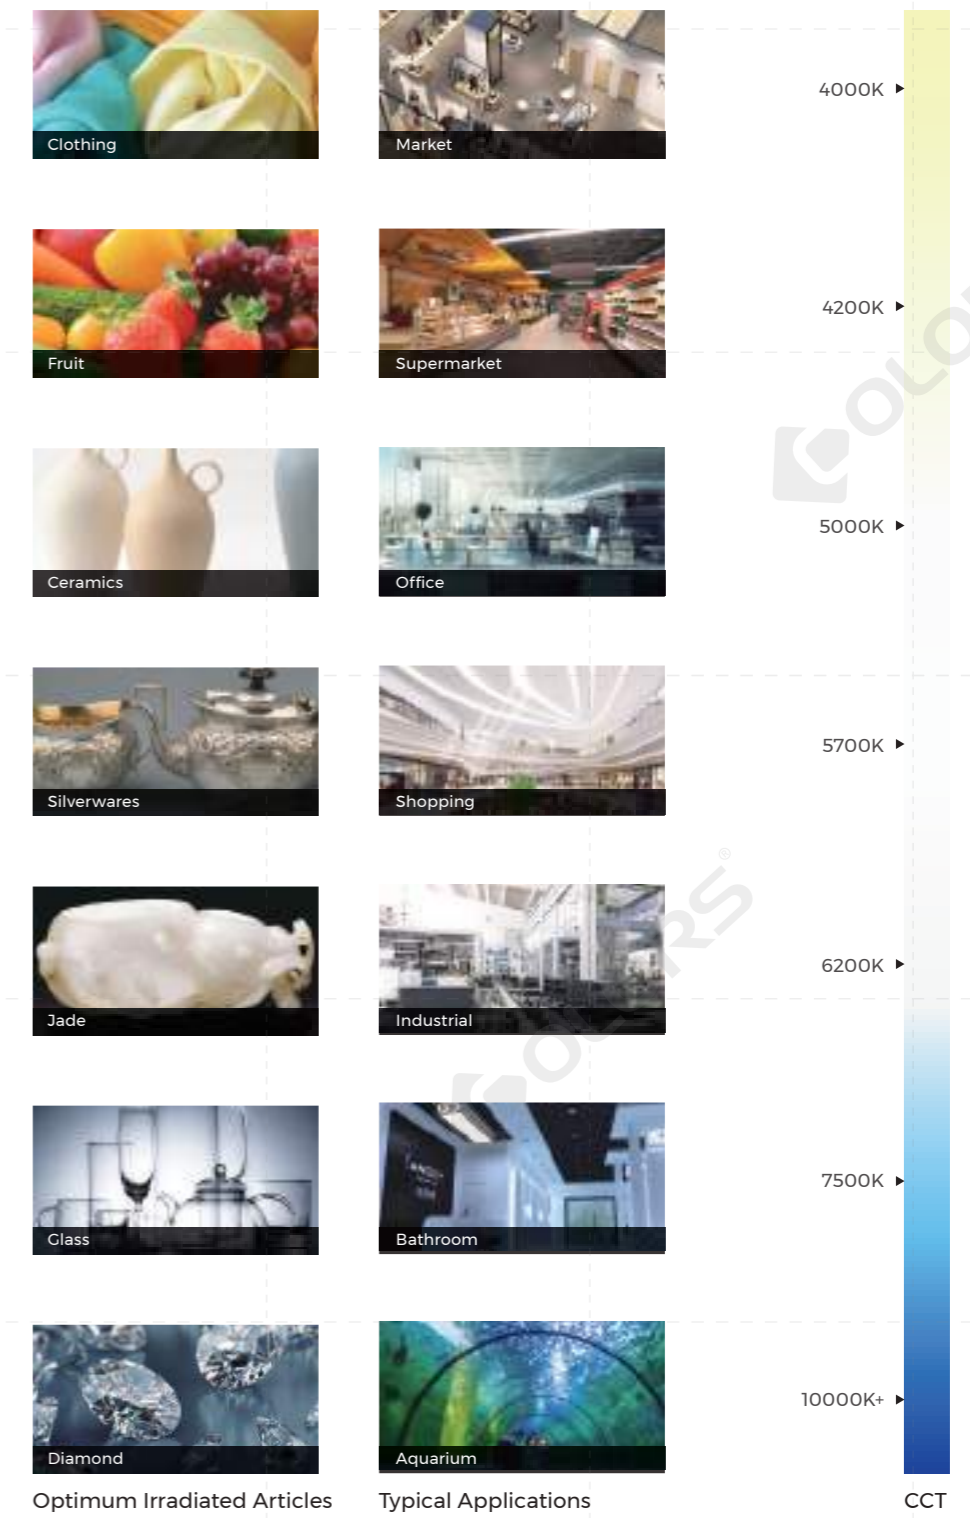 Clothing
Market
4000K
Fruit
Supermarket
4200K
Ceramics
Office
5000K
Silverwares
Shopping
5700K
Jade
Industrial
6200K
Glass
Bathroom
7500K
Diamond
Aquarium
10000K+
Optimum Irradiated Articles
Typical Applications
CCT